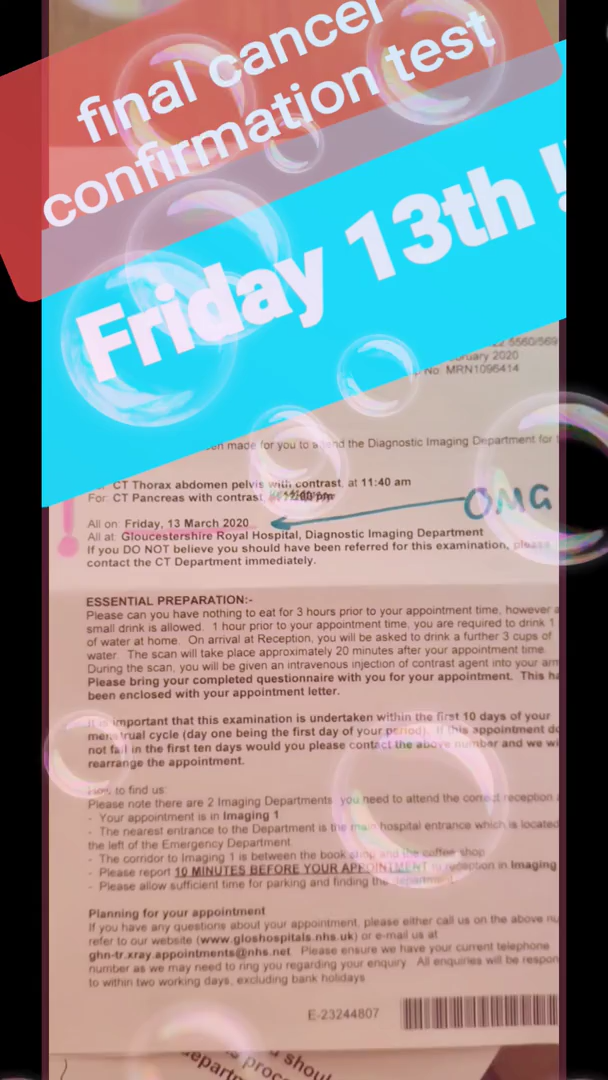 final cancer
confirmation test
Friday 13th !!
5560/569
ruary 2020
No: MRN1096414
en made for you to attend the Diagnostic Imaging Department for
CT Thorax abdomen pelvis with contrast, at 11:40 am
For: CT Pancreas with contrast,
OMG
All on: Friday, 13 March 2020
All at: Gloucestershire Royal Hospital, Diagnostic Imaging Department
If you DO NOT believe you should have been referred for this examination, please
contact the CT Department immediately.
ESSENTIAL PREPARATION:-
Please can you have nothing to eat for 3 hours prior to your appointment time, however a
small drink is allowed. 1 hour prior to your appointment time, you are required to drink 1
of water at home. On arrival at Reception, you will be asked to drink a further 3 cups of
water. The scan will take place approximately 20 minutes after your appointment time.
During the scan, you will be given an intravenous injection of contrast agent into your arm
Please bring your completed questionnaire with you for your appointment. This ha
been enclosed with your appointment letter.
It is important that this examination is undertaken within the first 10 days of your
menstrual cycle (day one being the first day of your period). If this appointment do
not fall in the first ten days would you please contact the above number and we wi
rearrange the appointment.
How to find us:
Please note there are 2 Imaging Departments, you need to attend the correct reception
- Your appointment is in Imaging 1
- The nearest entrance to the Department is the main hospital entrance which is located
the left of the Emergency Department
- The corridor to Imaging 1 is between the book shop and the coffee shop
- Please report 10 MINUTES BEFORE YOUR APPOINTMENT to reception in Imaging
- Please allow sufficient time for parking and finding the department
Planning for your appointment
If you have any questions about your appointment, please either call us on the above nu
refer to our website (www.gloshospitals.nhs.uk) or e-mail us at
ghn-tr.xray.appointments@nhs.net Please ensure we have your current telephone
number as we may need to ring you regarding your enquiry All enquiries will be respon
to within two working days, excluding bank holidays
E-23244807
shou
proc
epartm